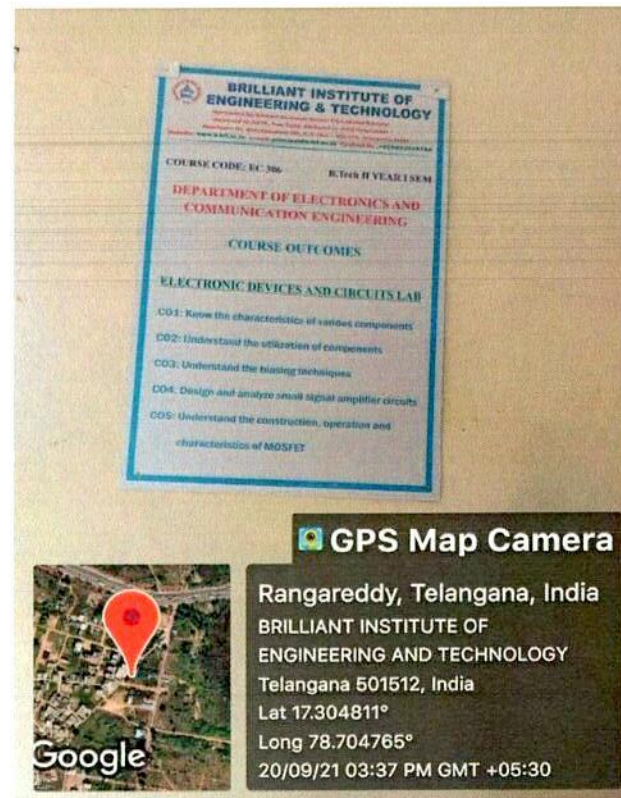 BRILLIANT INSTITUTE OF
ENGINEERING & TECHNOLOGY
COURSE CODE: EC 306 B.Tech II YEAR I SEM
DEPARTMENT OF ELECTRONICS AND
COMMUNICATION ENGINEERING
COURSE OUTCOMES
ELECTRONIC DEVICES AND CIRCUITS LAB
CO1: Know the characteristics of various components
CO2: Understand the utilization of components
CO3: Understand the biasing techniques
CO4: Design and analyze small signal amplifier circuits
CO5: Understand the construction, operation and
characteristics of MOSFET
GPS Map Camera
Google
Rangareddy, Telangana, India
BRILLIANT INSTITUTE OF
ENGINEERING AND TECHNOLOGY
Telangana 501512, India
Lat 17.304811°
Long 78.704765°
20/09/21 03:37 PM GMT +05:30